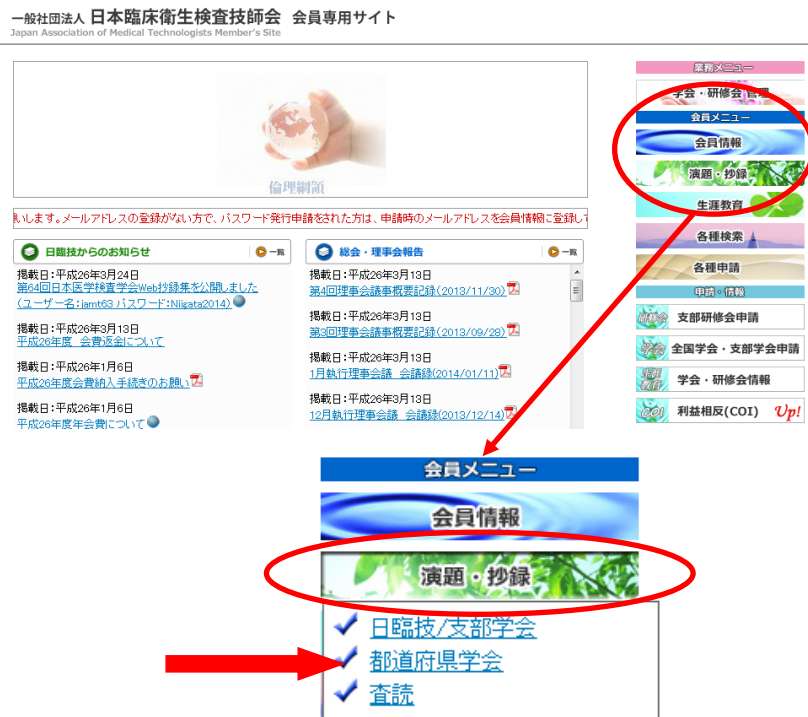 一般社団法人 日本臨床衛生検査技師会 会員専用サイト
Japan Association of Medical Technologists Member's Site
倫理綱領
いします。メールアドレスの登録がない方で、パスワード発行申請をされた方は、申請時のメールアドレスを会員情報に登録して
日臨技からのお知らせ 一覧
掲載日:平成26年3月24日
第64回日本医学検査学会Web抄録集を公開しました
(ユーザー名:jamt63 パスワード:Niigata2014)
掲載日:平成26年3月13日
平成26年度 会費返金について
掲載日:平成26年1月6日
平成26年度会費納入手続きのお願い
掲載日:平成26年1月6日
平成26年度年会費について
総会・理事会報告 一覧
掲載日:平成26年3月13日
第4回理事会議事概要記録(2013/11/30)
掲載日:平成26年3月13日
第3回理事会議事概要記録(2013/09/28)
掲載日:平成26年3月13日
1月執行理事会議 会議録(2014/01/11)
掲載日:平成26年3月13日
12月執行理事会議 会議録(2013/12/14)
業務メニュー
学会・研修会 管理
会員メニュー
会員情報
演題・抄録
生涯教育
各種検索
各種申請
申請・情報
研修会 支部研修会申請
学会 全国学会・支部学会申請
生涯教育 学会・研修会情報
COI 利益相反(COI) Up!
会員メニュー
会員情報
演題・抄録
日臨技/支部学会
都道府県学会
査読